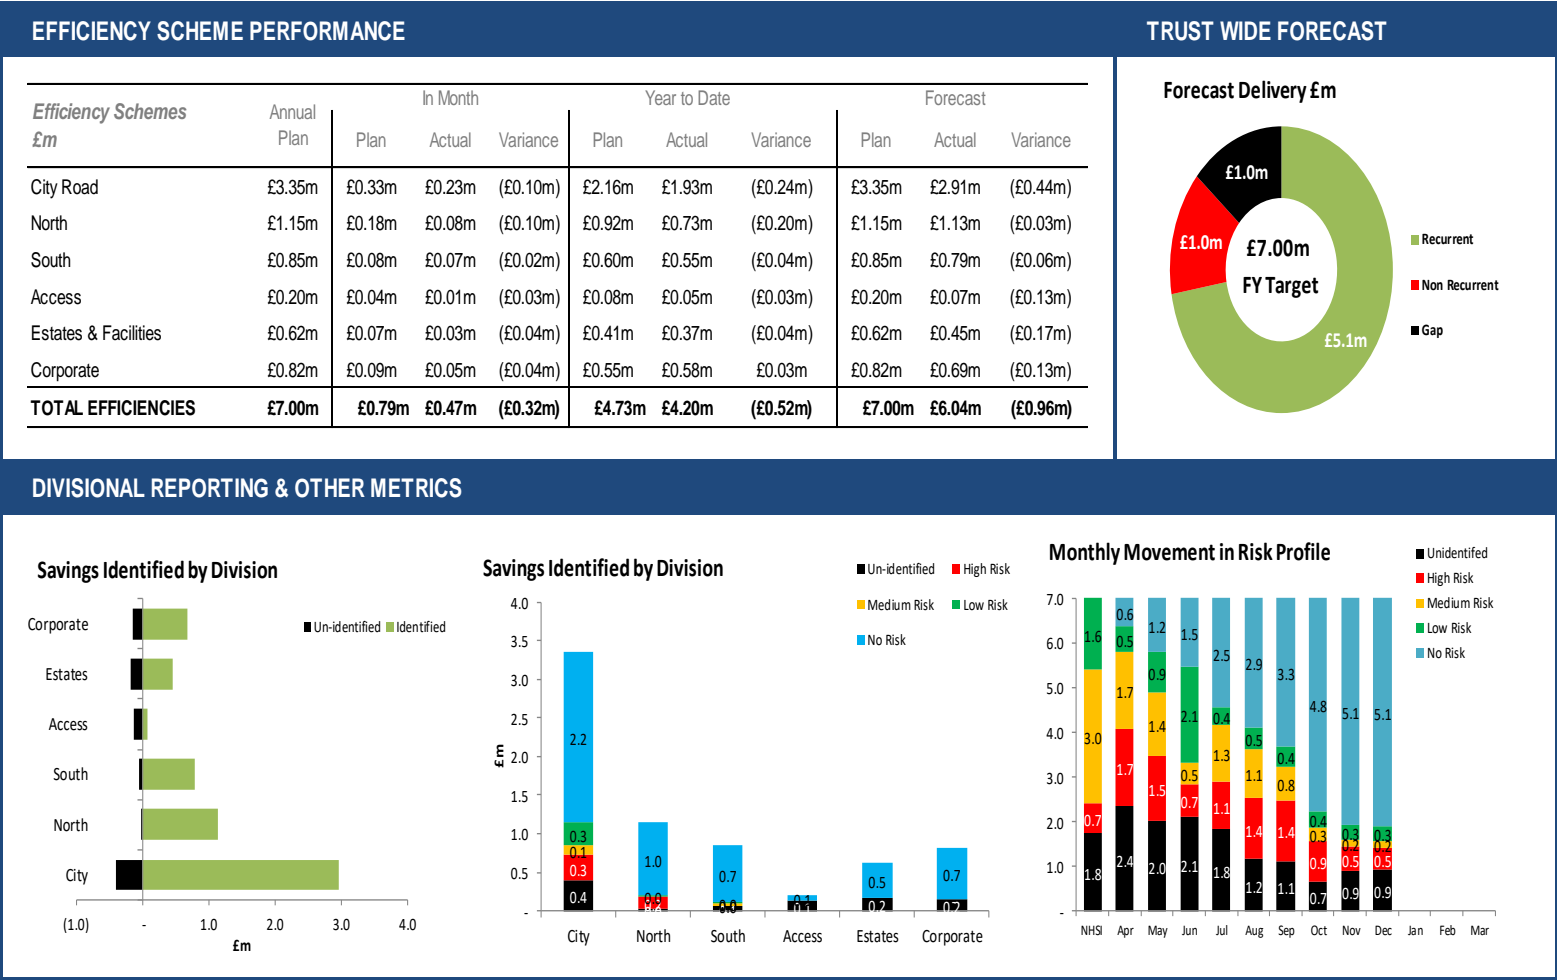 EFFICIENCY SCHEME PERFORMANCE
TRUST WIDE FORECAST
In Month Year to Date Forecast
Efficiency Schemes Annual
£m Plan Plan Actual Variance Plan Actual Variance Plan Actual Variance
City Road £3.35m £0.33m £0.23m (£0.10m) £2.16m £1.93m (£0.24m) £3.35m £2.91m (£0.44m)
North £1.15m £0.18m £0.08m (£0.10m) £0.92m £0.73m (£0.20m) £1.15m £1.13m (£0.03m)
South £0.85m £0.08m £0.07m (£0.02m) £0.60m £0.55m (£0.04m) £0.85m £0.79m (£0.06m)
Access £0.20m £0.04m £0.01m (£0.03m) £0.08m £0.05m (£0.03m) £0.20m £0.07m (£0.13m)
Estates & Facilities £0.62m £0.07m £0.03m (£0.04m) £0.41m £0.37m (£0.04m) £0.62m £0.45m (£0.17m)
Corporate £0.82m £0.09m £0.05m (£0.04m) £0.55m £0.58m £0.03m £0.82m £0.69m (£0.13m)
TOTAL EFFICIENCIES £7.00m £0.79m £0.47m (£0.32m) £4.73m £4.20m (£0.52m) £7.00m £6.04m (£0.96m)
Forecast Delivery £m
£1.0m
£1.0m
£7.00m
FY Target
£5.1m
Recurrent
Non Recurrent
Gap
DIVISIONAL REPORTING & OTHER METRICS
Savings Identified by Division
Un-identified Identified
Corporate
Estates
Access
South
North
City
(1.0) - 1.0 2.0 3.0 4.0
£m
Savings Identified by Division
Un-identified High Risk
Medium Risk Low Risk
No Risk
4.0
3.5
3.0
2.5
2.0
1.5
1.0
0.5
-
£m
2.2
0.3
0.1
0.3
0.4
1.0
0.0
0.7
0.1
0.5
0.2
0.7
0.2
City North South Access Estates Corporate
Monthly Movement in Risk Profile
Unidentifed
High Risk
Medium Risk
Low Risk
No Risk
7.0
6.0
5.0
4.0
3.0
2.0
1.0
-
1.6 3.0 0.7 1.8
0.6 0.5 1.7 1.7 2.4
1.2 0.9 1.4 1.5 2.0
1.5 2.1 0.5 0.7 2.1
2.5 0.4 1.3 1.1 1.8
2.9 0.5 1.1 1.4 1.2
3.3 0.4 0.8 1.4 1.1
4.8 0.4 0.3 0.9 0.7
5.1 0.3 0.2 0.5 0.9
5.1 0.3 0.2 0.5 0.9
NHSI Apr May Jun Jul Aug Sep Oct Nov Dec Jan Feb Mar